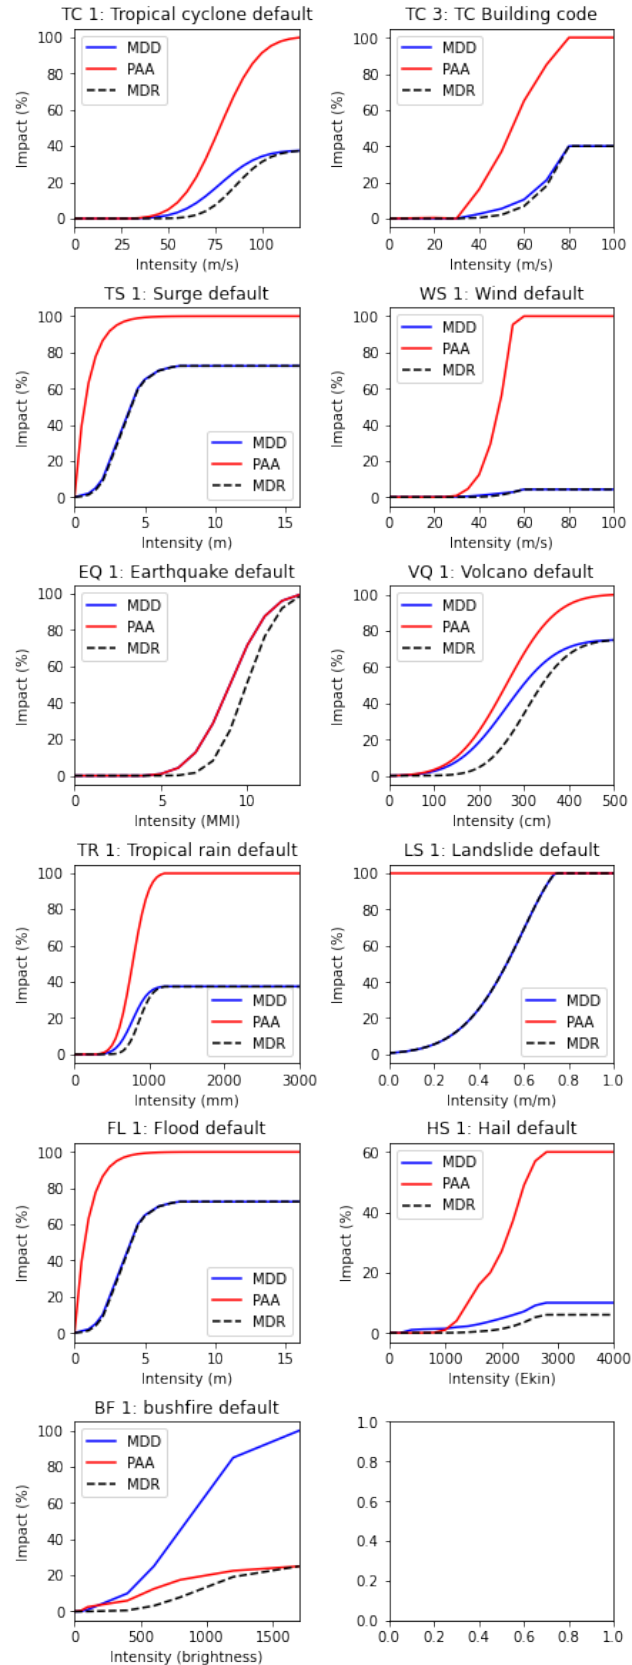 TC 1: Tropical cyclone default
TC 3: TC Building code
Impact (%)
100
80
60
40
20
0
MDD
PAA
MDR
0 25 50 75 100
Intensity (m/s)
Impact (%)
100
80
60
40
20
0
MDD
PAA
MDR
0 20 40 60 80 100
Intensity (m/s)
TS 1: Surge default
WS 1: Wind default
Impact (%)
100
80
60
40
20
0
MDD
PAA
MDR
0 5 10 15
Intensity (m)
Impact (%)
100
80
60
40
20
0
MDD
PAA
MDR
0 20 40 60 80 100
Intensity (m/s)
EQ 1: Earthquake default
VQ 1: Volcano default
Impact (%)
100
80
60
40
20
0
MDD
PAA
MDR
5 10
Intensity (MMI)
Impact (%)
100
80
60
40
20
0
MDD
PAA
MDR
0 100 200 300 400 500
Intensity (cm)
TR 1: Tropical rain default
LS 1: Landslide default
Impact (%)
100
80
60
40
20
0
MDD
PAA
MDR
0 1000 2000 3000
Intensity (mm)
Impact (%)
100
80
60
40
20
0
MDD
PAA
MDR
0.0 0.2 0.4 0.6 0.8 1.0
Intensity (m/m)
FL 1: Flood default
HS 1: Hail default
Impact (%)
100
80
60
40
20
0
MDD
PAA
MDR
0 5 10 15
Intensity (m)
Impact (%)
60
40
20
0
MDD
PAA
MDR
0 1000 2000 3000 4000
Intensity (Ekin)
BF 1: bushfire default
Impact (%)
100
80
60
40
20
0
MDD
PAA
MDR
0 500 1000 1500
Intensity (brightness)
1.0
0.8
0.6
0.4
0.2
0.0
0.0 0.2 0.4 0.6 0.8 1.0